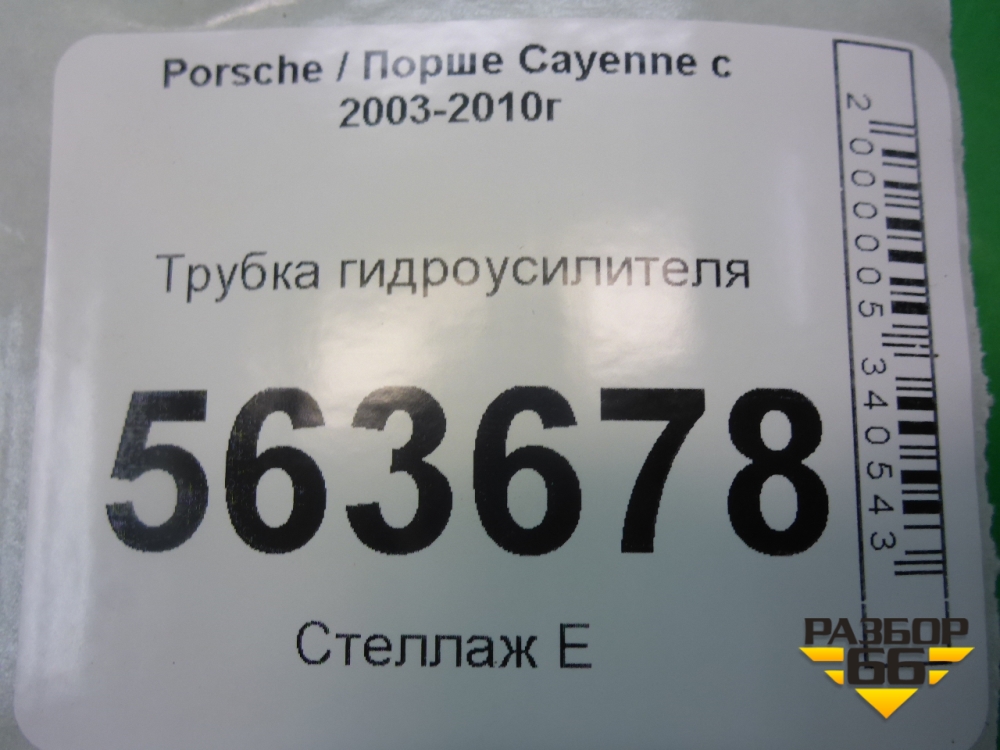 Porsche / Порше Cayenne с
2003-2010г
Трубка гидроусилителя
563678
Стеллаж Е
2000005340543
РАЗБОР
66